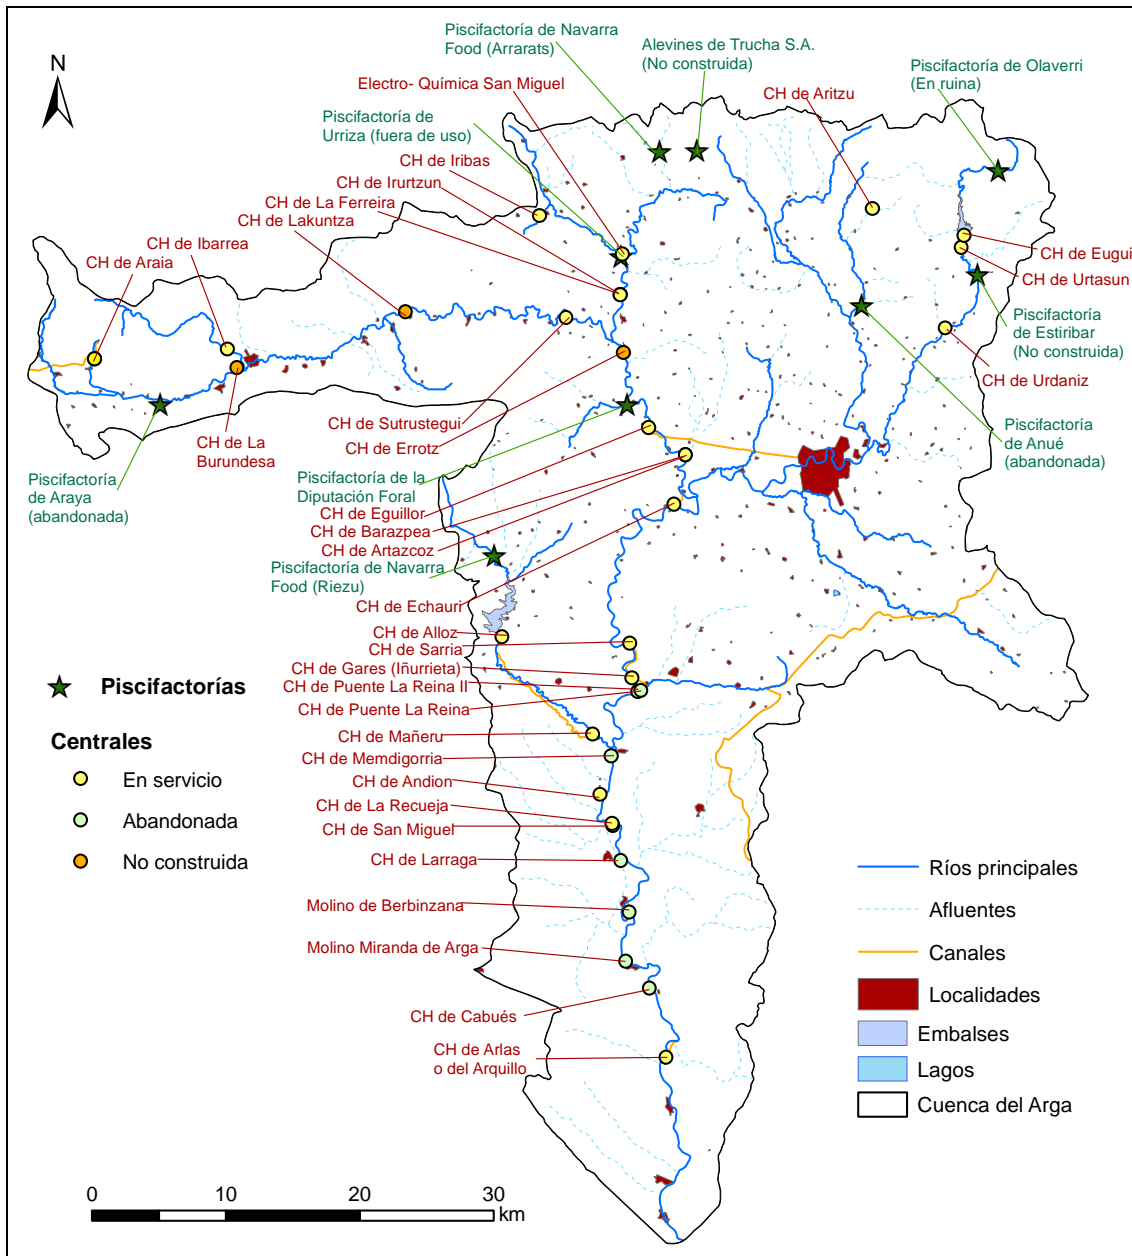 Piscifactoría de Navarra
Food (Ararats)
Alevines de Trucha S.A.
(No construida)
Piscifactoría de Olaverri
(En ruina)
N
Electro- Química San Miguel
CH de Aritzu
Piscifactoría de
Urriza (fuera de uso)
CH de Iribas
CH de Irurtzun
CH de La Ferreira
CH de Lakuntza
CH de Ibarrea
CH de Araia
CH de Eugui
CH de Urtasun
Piscifactoría
de Estiribar
(No construida)
CH de Urdaniz
CH de Sutrustegui
CH de Errotz
CH de La
Burundesa
Piscifactoría
de Anué
(abandonada)
Piscifactoría
de Araya
(abandonada)
Piscifactoría de la
Diputación Foral
CH de Eguillor
CH de Barazpea
CH de Artazcoz
Piscifactoría de Navarra
Food (Riezu)
CH de Echauri
CH de Alloz
CH de Sarria
CH de Gares (Iñurrieta)
CH de Puente La Reina II
CH de Puente La Reina
CH de Mañeru
CH de Memdigorria
CH de Andion
CH de La Recueja
CH de San Miguel
CH de Larraga
Molino de Berbinzana
Molino Miranda de Arga
CH de Cabués
CH de Arlas
o del Arquillo
Piscifactorías
Centrales
En servicio
Abandonada
No construida
Ríos principales
Afluentes
Canales
Localidades
Embalses
Lagos
Cuenca del Arga
0 10 20 30
km